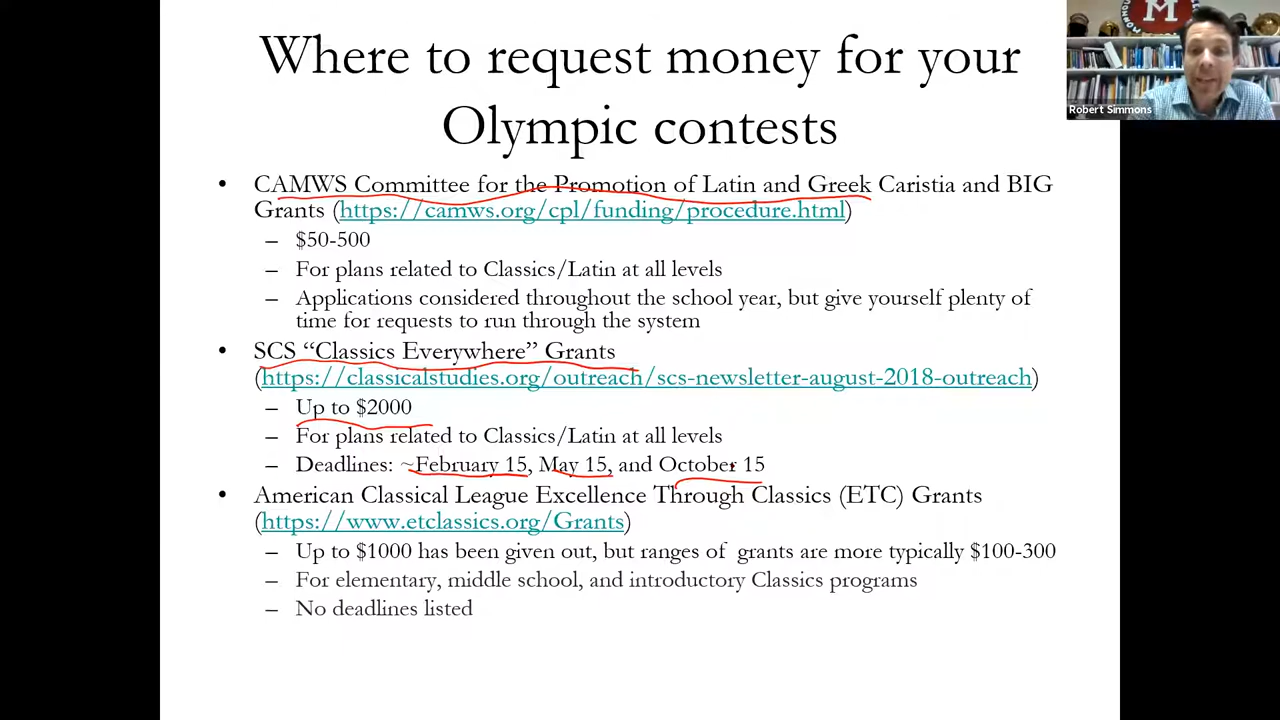 Where to request money for your
Olympic contests
• CAMWS Committee for the Promotion of Latin and Greek Caristia and BIG
Grants (https://camws.org/cpl/funding/procedure.html)
– $50-500
– For plans related to Classics/Latin at all levels
– Applications considered throughout the school year, but give yourself plenty of
time for requests to run through the system
• SCS “Classics Everywhere” Grants
(https://classicalstudies.org/outreach/scs-newsletter-august-2018-outreach)
– Up to $2000
– For plans related to Classics/Latin at all levels
– Deadlines: ~February 15, May 15, and October 15
• American Classical League Excellence Through Classics (ETC) Grants
(https://www.etclassics.org/Grants)
– Up to $1000 has been given out, but ranges of grants are more typically $100-300
– For elementary, middle school, and introductory Classics programs
– No deadlines listed
M
Robert Simmons